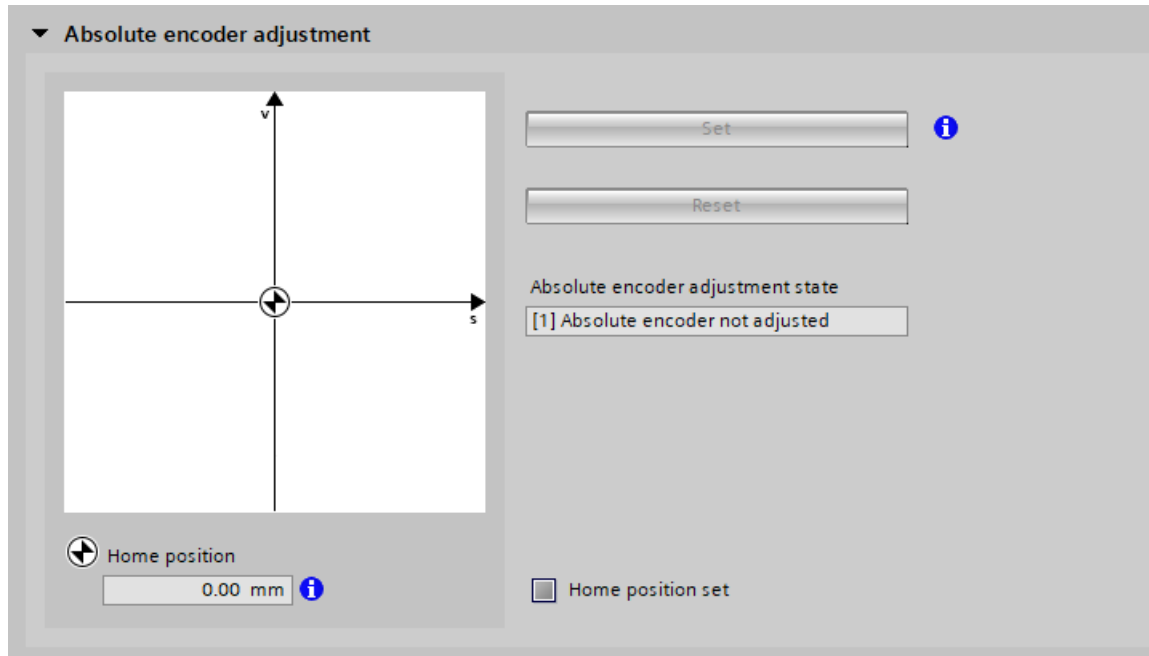 Absolute encoder adjustment
v
s
Home position
0.00 mm
Set
Reset
Absolute encoder adjustment state
[1] Absolute encoder not adjusted
Home position set